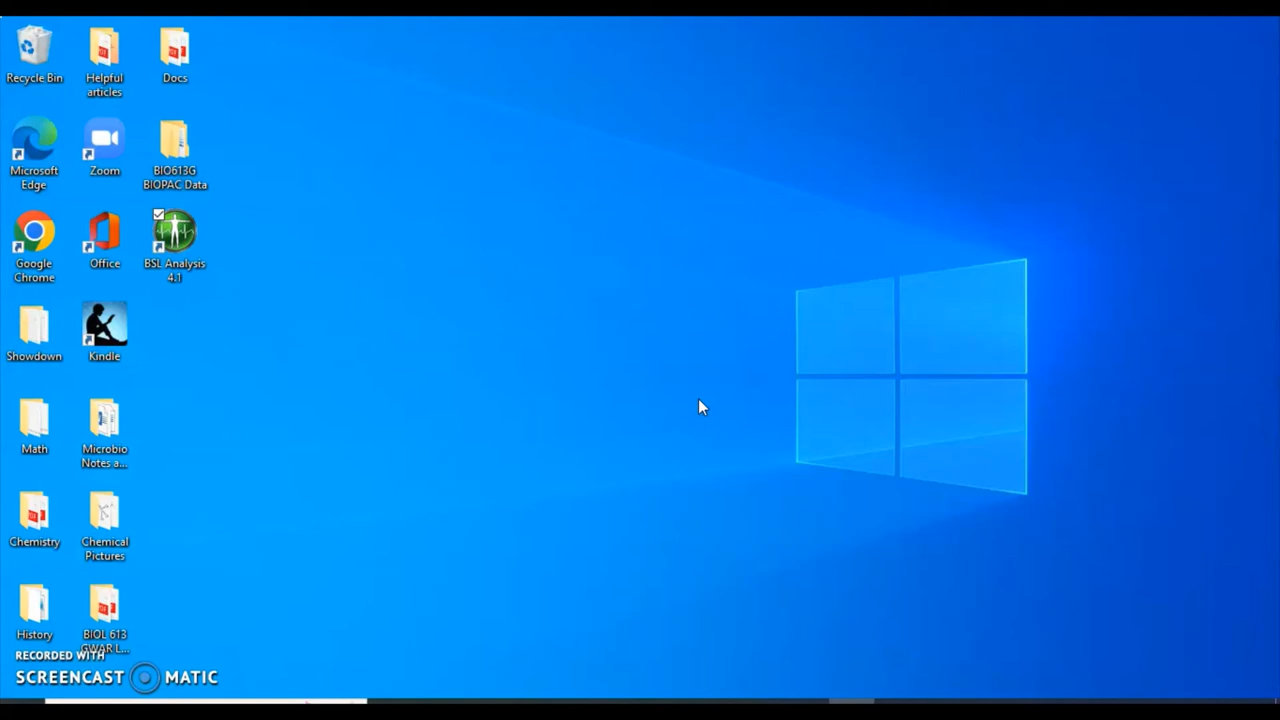 Recycle Bin
Helpful
articles
Docs
Microsoft
Edge
Zoom
BIO613G
BIOPAC Data
Google
Chrome
Office
BSL Analysis
4.1
Showdown
Kindle
Math
Microbio
Notes a...
Chemistry
Chemical
Pictures
History
BIOL 613
GWAR L...
RECORDED WITH
SCREENCAST MATIC